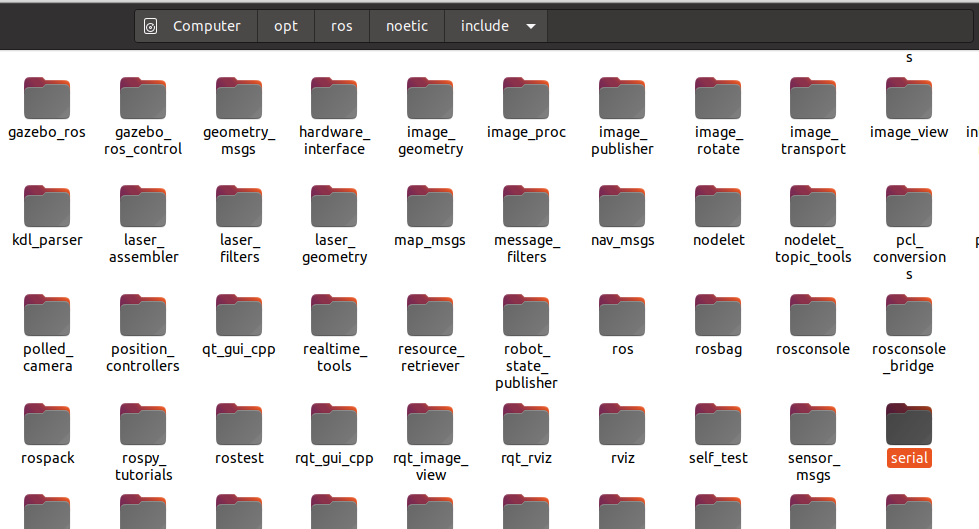 Computer opt ros noetic include
s
gazebo_ros gazebo_ geometry_ hardware_ image_ image_proc image_ image_ image_ image_view in
ros_control msgs interface geometry publisher rotate transport
kdl_parser laser_ laser_ laser_ map_msgs message_ nav_msgs nodelet nodelet_ pcl_
assembler filters geometry filters topic_tools conversion
s
polled_ position_ qt_gui_cpp realtime_ resource_ robot_ ros rosbag rosconsole rosconsole
camera controllers tools retriever state_ _bridge
publisher
rospack rospy_ rostest rqt_gui_cpp rqt_image_ rqt_rviz rviz self_test sensor_ serial
tutorials view msgs